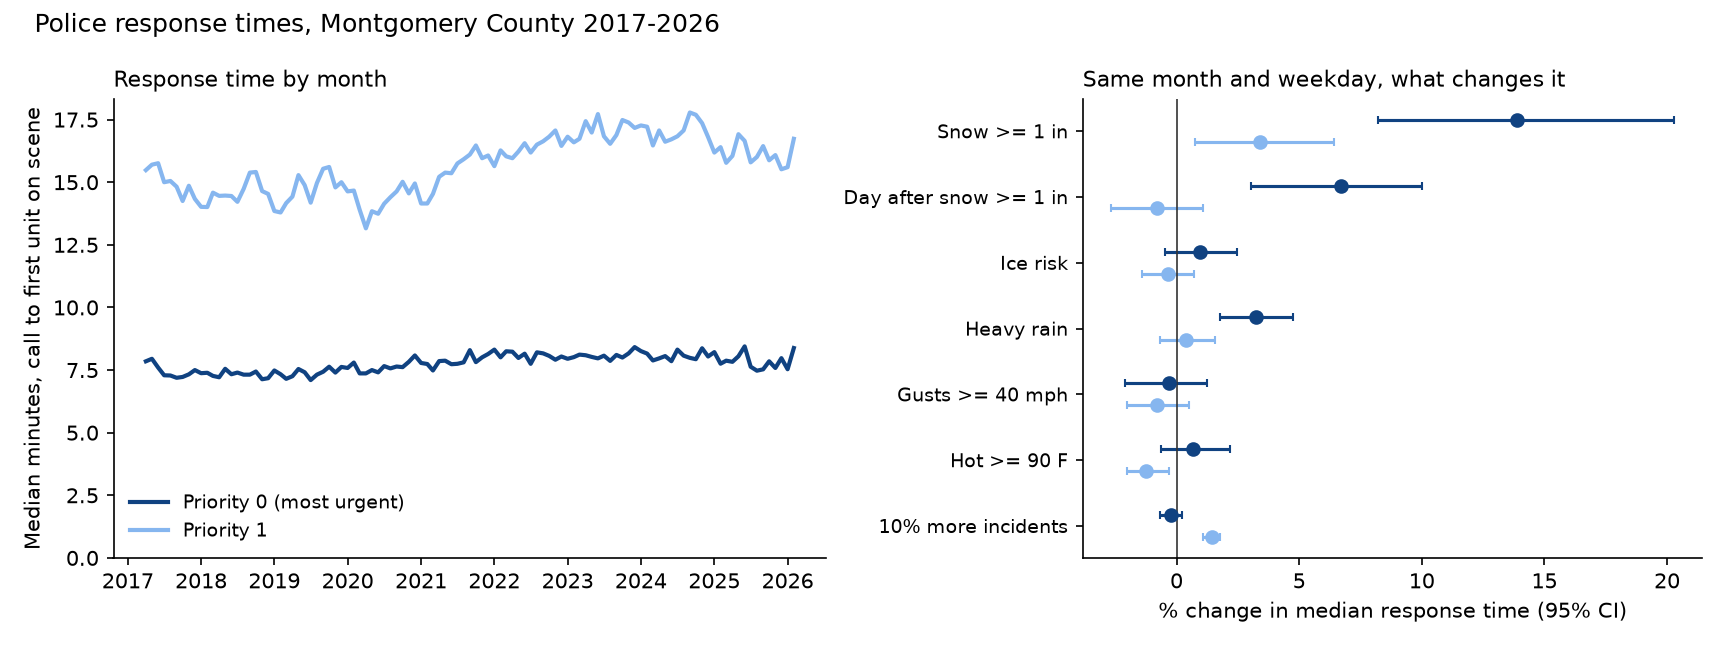 Police response times, Montgomery County 2017-2026
Response time by month
Median minutes, call to first unit on scene
17.5
15.0
12.5
10.0
7.5
5.0
2.5
0.0
Priority 0 (most urgent)
Priority 1
2017 2018 2019 2020 2021 2022 2023 2024 2025 2026
Same month and weekday, what changes it
Snow >= 1 in
Day after snow >= 1 in
Ice risk
Heavy rain
Gusts >= 40 mph
Hot >= 90 F
10% more incidents
0 5 10 15 20
% change in median response time (95% CI)